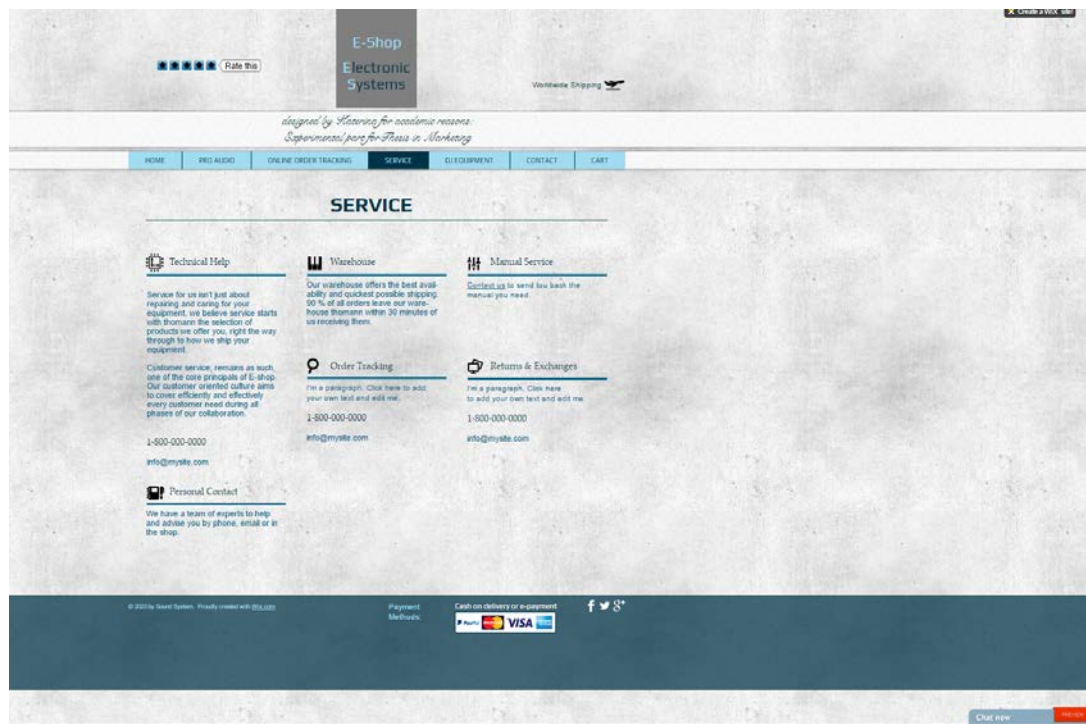 X Create a WIX site!
E-Shop
Electronic
Systems
Rate this
Worldwide Shipping
designed by Katerina for academic reasons:
Experimental part for Thesis in Marketing
HOME PRO AUDIO ONLINE ORDER TRACKING SERVICE DJ EQUIPMENT CONTACT CART
SERVICE
Technical Help
Service for us isn't just about
repairing and caring for your
equipment, we believe service starts
with thomann the selection of
products we offer you, right the way
through to how we ship your
equipment.
Customer service, remains as such,
one of the core principals of E-shop.
Our customer oriented culture aims
to cover efficiently and effectively
every customer need during all
phases of our collaboration.
1-800-000-0000
info@mysite.com
Warehouse
Our warehouse offers the best avail-
ability and quickest possible shipping.
90 % of all orders leave our ware-
house thomann within 30 minutes of
us receiving them.
Manual Service
Contact us to send tou back the
manual you need.
Order Tracking
I'm a paragraph. Click here to add
your own text and edit me.
1-800-000-0000
info@mysite.com
Returns & Exchanges
I'm a paragraph. Click here
to add your own text and edit me.
1-800-000-0000
info@mysite.com
Personal Contact
We have a team of experts to help
and advise you by phone, email or in
the shop.
Proudly created with Wix.com
Payment
Methods:
Cash on delivery or e-payment
PayPal VISA
Chat now